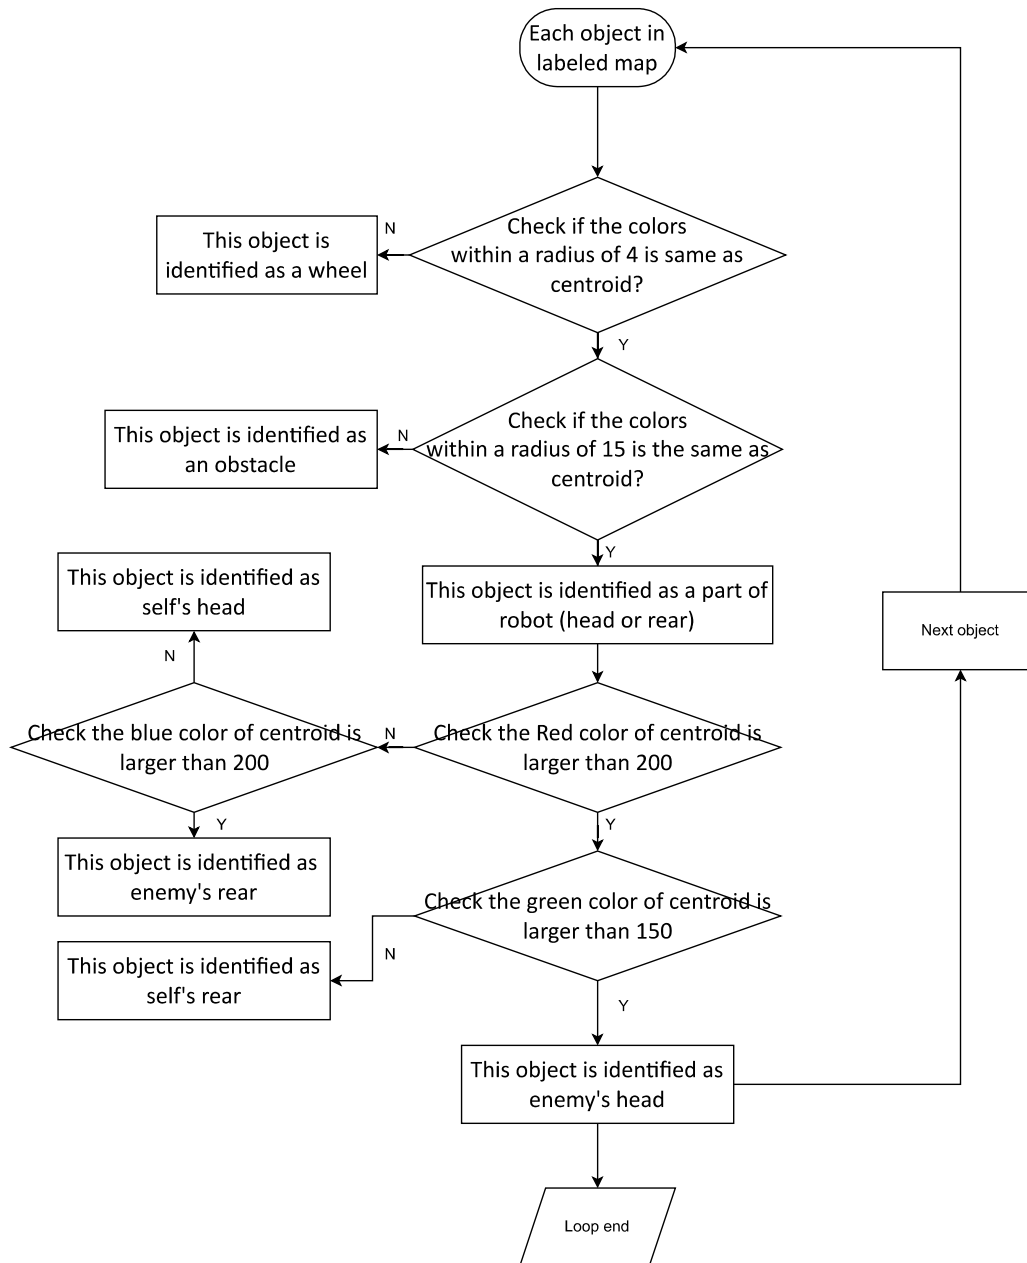 Each object in
labeled map
Check if the colors
within a radius of 4 is same as
centroid?
N
This object is
identified as a wheel
Y
Check if the colors
within a radius of 15 is the same as
centroid?
N
This object is identified as
an obstacle
Y
This object is identified as a part of
robot (head or rear)
Next object
This object is identified as
self's head
N
Check the blue color of centroid is
larger than 200
N
Check the Red color of centroid is
larger than 200
Y
This object is identified as
enemy's rear
Y
Check the green color of centroid is
larger than 150
N
This object is identified as
self's rear
Y
This object is identified as
enemy's head
Loop end